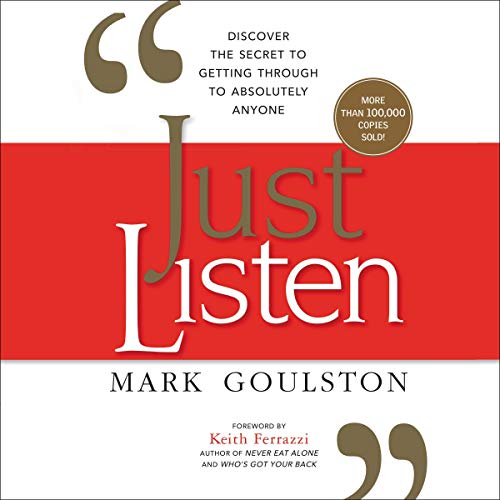 “
DISCOVER
THE SECRET TO
GETTING THROUGH
TO ABSOLUTELY
ANYONE
MORE
THAN 100,000
COPIES
SOLD!
Just
Listen
MARK GOULSTON
FOREWORD BY
Keith Ferrazzi
AUTHOR OF NEVER EAT ALONE
AND WHO'S GOT YOUR BACK
”